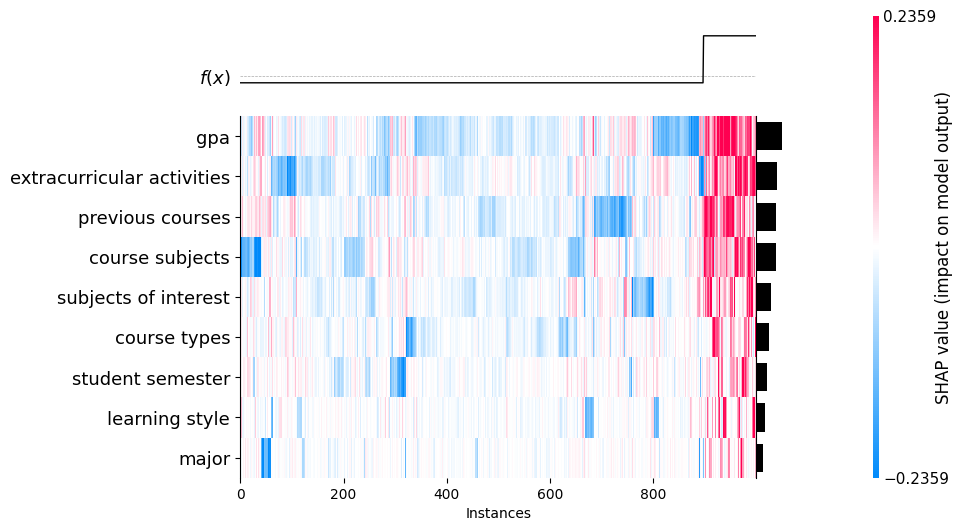 0.2359
f(x)
gpa
extracurricular activities
previous courses
course subjects
subjects of interest
course types
student semester
learning style
major
0 200 400 600 800
Instances
SHAP value (impact on model output)
−0.2359